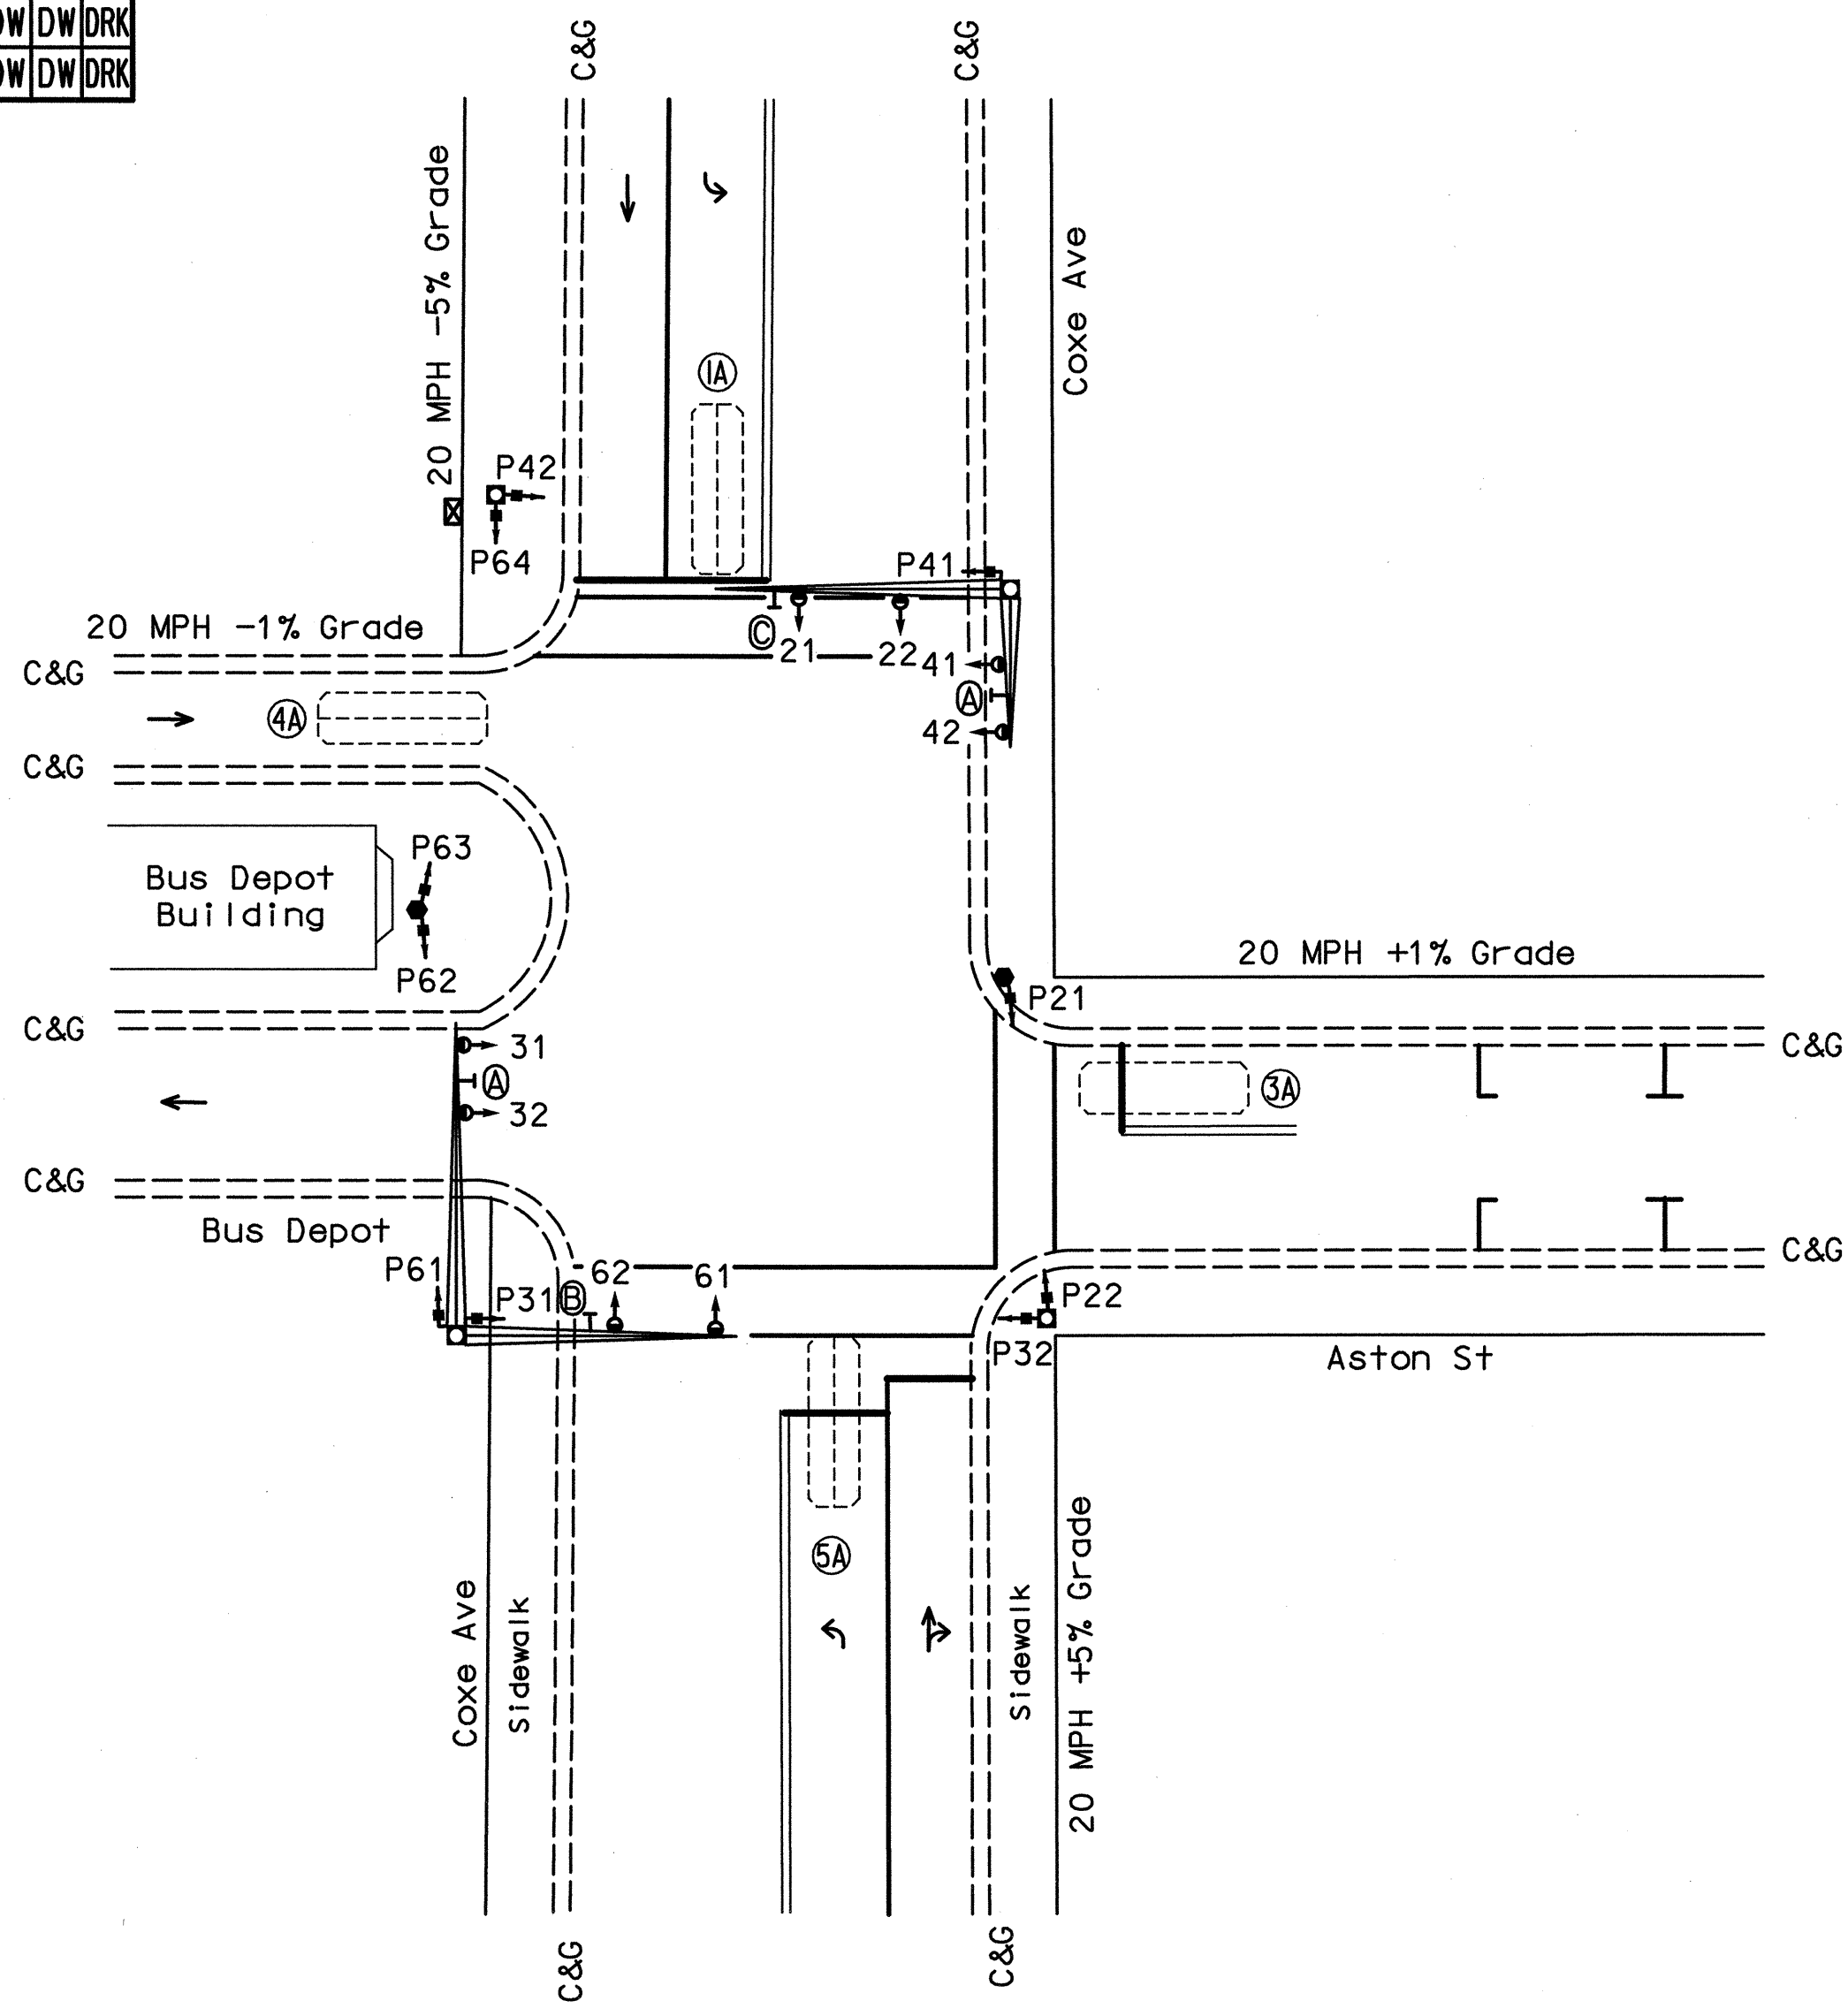 DW DW DRK
DW DW DRK
C&G
C&G
20 MPH -5% Grade
Coxe Ave
1A
P42
P64
P41
20 MPH -1% Grade
C
21
22
41
C&G
A
4A
42
C&G
P63
Bus Depot
Building
P62
20 MPH +1% Grade
P21
C&G
31
C&G
A
3A
32
C&G
Bus Depot
C&G
P61
P31
B
62
61
P22
P32
Aston St
5A
Coxe Ave
Sidewalk
Sidewalk
20 MPH +5% Grade
C&G
C&G